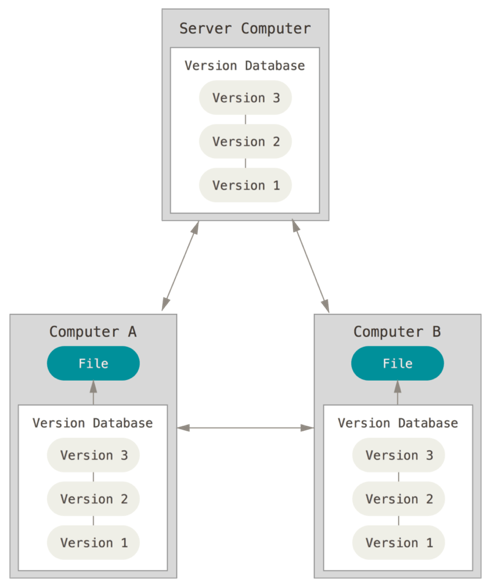 Server Computer
Version Database
Version 3
Version 2
Version 1
Computer A
File
Version Database
Version 3
Version 2
Version 1
Computer B
File
Version Database
Version 3
Version 2
Version 1